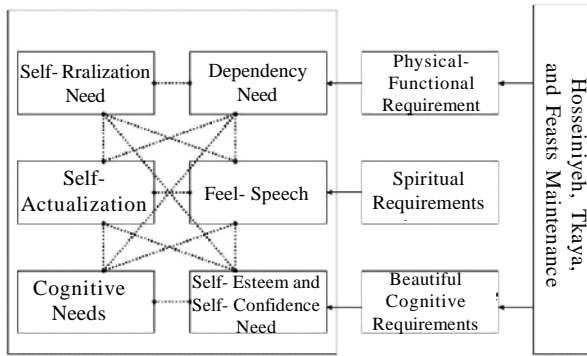 Self- Rralization
Need
Dependency
Need
Physical-
Functional
Requirement
Self-
Actualization
Feel- Speech
Spiritual
Requirements
Cognitive
Needs
Self- Esteem and
Self- Confidence
Need
Beautiful
Cognitive
Requirements
Hosseiniyeh, Tkaya,
and Feasts Maintenance